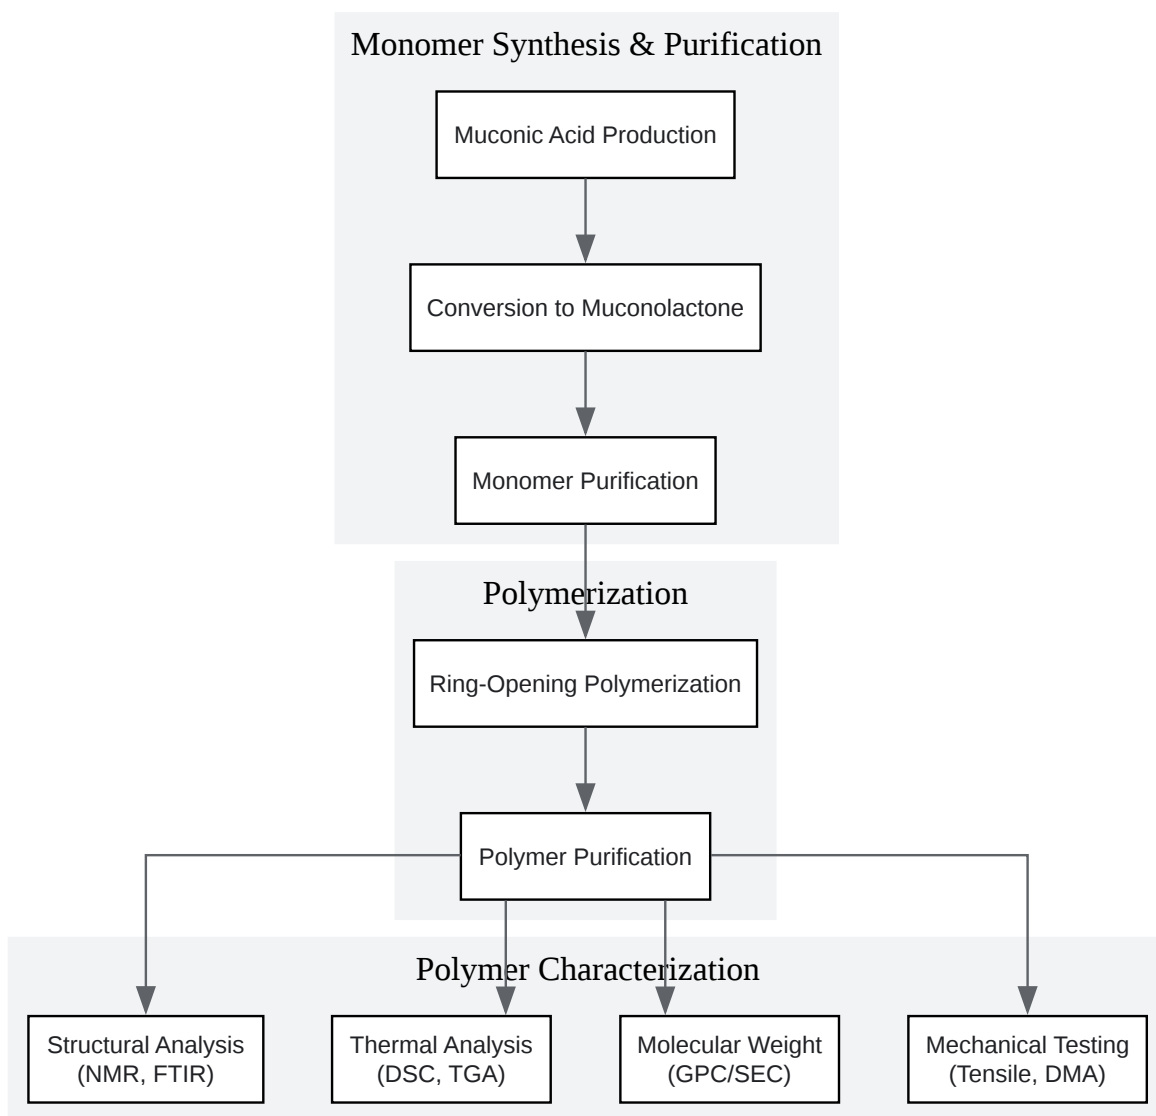 Monomer Synthesis & Purification
Muconic Acid Production
Conversion to Muconolactone
Monomer Purification
Polymerization
Ring-Opening Polymerization
Polymer Purification
Polymer Characterization
Structural Analysis
(NMR, FTIR)
Thermal Analysis
(DSC, TGA)
Molecular Weight
(GPC/SEC)
Mechanical Testing
(Tensile, DMA)